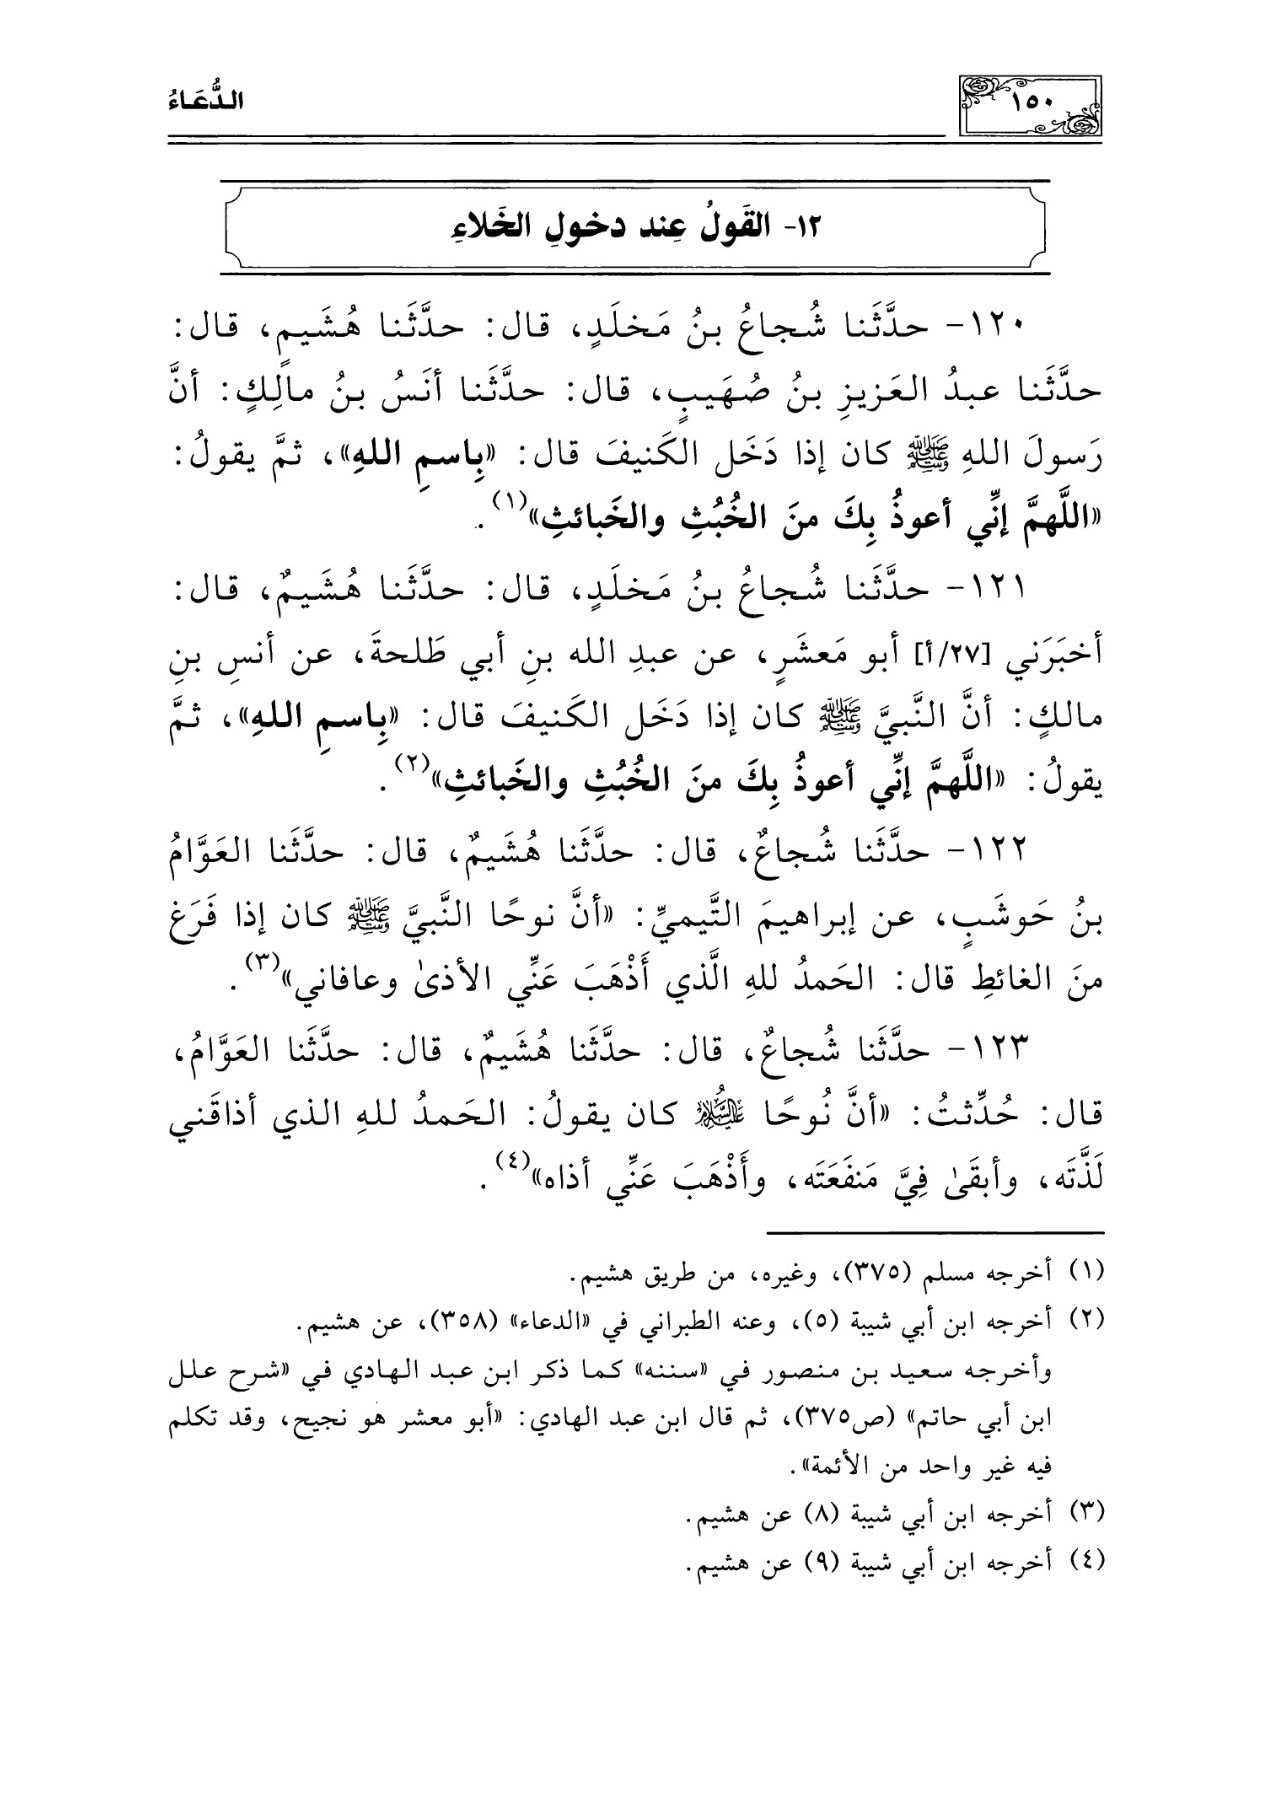 ١٥٠
الدُّعَاءُ
١٢- القَولُ عِند دخولِ الخَلاءِ
١٢٠- حدَّثَنا شُجاعُ بنُ مَخلَدٍ، قال: حدَّثَنا هُشَيمٍ، قال:
حدَّثَنا عبدُ العَزيزِ بنُ صُهَيبٍ، قال: حدَّثَنا أنَسُ بنُ مالِكٍ: أنَّ
رَسولَ اللهِ ﷺ كان إذا دَخَل الكَنيفَ قال: «بِاسمِ اللهِ»، ثمَّ يقولُ:
«اللَّهمَّ إنِّي أعوذُ بِكَ منَ الخُبُثِ والخَبائثِ»(١).
١٢١- حدَّثَنا شُجاعُ بنُ مَخلَدٍ، قال: حدَّثَنا هُشَيمٌ، قال:
أخبَرَني [٢٧/أ] أبو مَعشَرٍ، عن عبدِ الله بنِ أبي طَلحةَ، عن أنسِ بنِ
مالكٍ: أنَّ النَّبيَّ ﷺ كان إذا دَخَل الكَنيفَ قال: «بِاسمِ اللهِ»، ثمَّ
يقولُ: «اللَّهمَّ إنِّي أعوذُ بِكَ منَ الخُبُثِ والخَبائثِ»(٢).
١٢٢- حدَّثَنا شُجاعٌ، قال: حدَّثَنا هُشَيمٌ، قال: حدَّثَنا العَوَّامُ
بنُ حَوشَبٍ، عن إبراهيمَ التَّيميِّ: «أنَّ نوحًا النَّبيَّ ﷺ كان إذا فَرَغ
منَ الغائطِ قال: الحَمدُ للهِ الَّذي أَذْهَبَ عَنِّي الأذىٰ وعافاني»(٣).
١٢٣- حدَّثَنا شُجاعٌ، قال: حدَّثَنا هُشَيمٌ، قال: حدَّثَنا العَوَّامُ،
قال: حُدِّثتُ: «أنَّ نُوحًا عَلَيْهِ السَّلَامُ كان يقولُ: الحَمدُ للهِ الذي أذاقَني
لَذَّتَه، وأبقَىٰ فِيَّ مَنفَعَتَه، وأَذْهَبَ عَنِّي أذاه»(٤).
(١) أخرجه مسلم (٣٧٥)، وغيره، من طريق هشيم.
(٢) أخرجه ابن أبي شيبة (٥)، وعنه الطبراني في «الدعاء» (٣٥٨)، عن هشيم.
وأخرجه سعيد بن منصور في «سننه» كما ذكر ابن عبد الهادي في «شرح علل
ابن أبي حاتم» (ص٣٧٥)، ثم قال ابن عبد الهادي: «أبو معشر هو نجيح، وقد تكلم
فيه غير واحد من الأئمة».
(٣) أخرجه ابن أبي شيبة (٨) عن هشيم.
(٤) أخرجه ابن أبي شيبة (٩) عن هشيم.